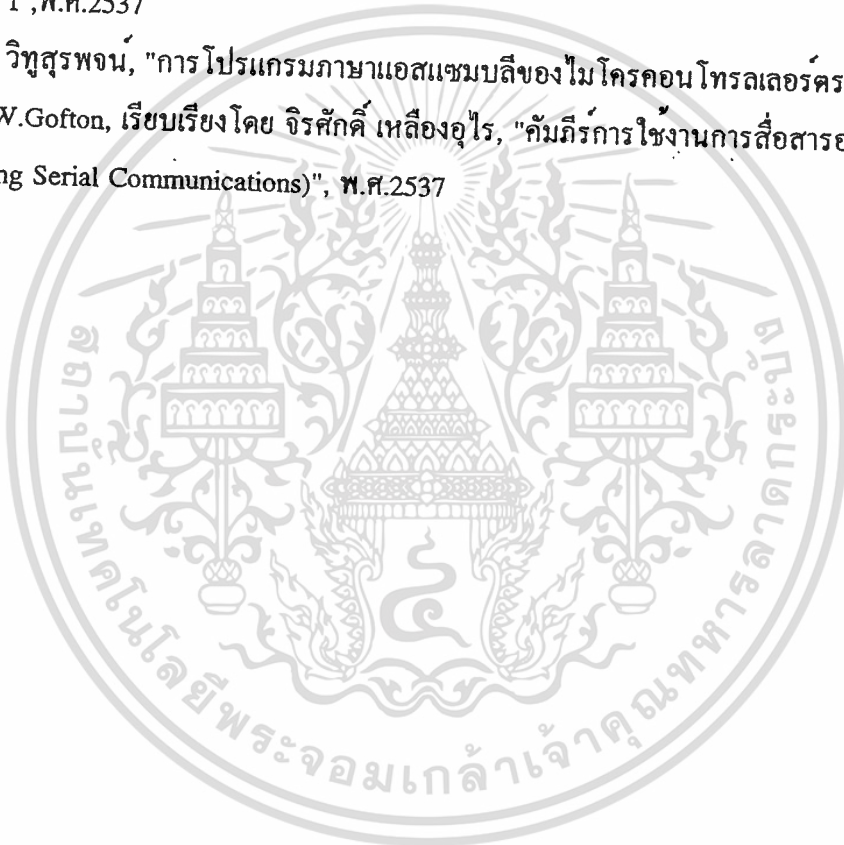 1 ,พ.ศ.2537
วิทูสุรพจน์, "การโปรแกรมภาษาแอสแซมบลีของไมโครคอนโทรลเลอร์ตร
W.Gofton, เรียบเรียงโดย จิรศักดิ์ เหลืองอุไร, "คัมภีร์การใช้งานการสื่อสารอ
ng Serial Communications)", พ.ศ.2537
สถาบันเทคโนโลยีพระจอมเกล้าเจ้าคุณทหารลาดกระบัง